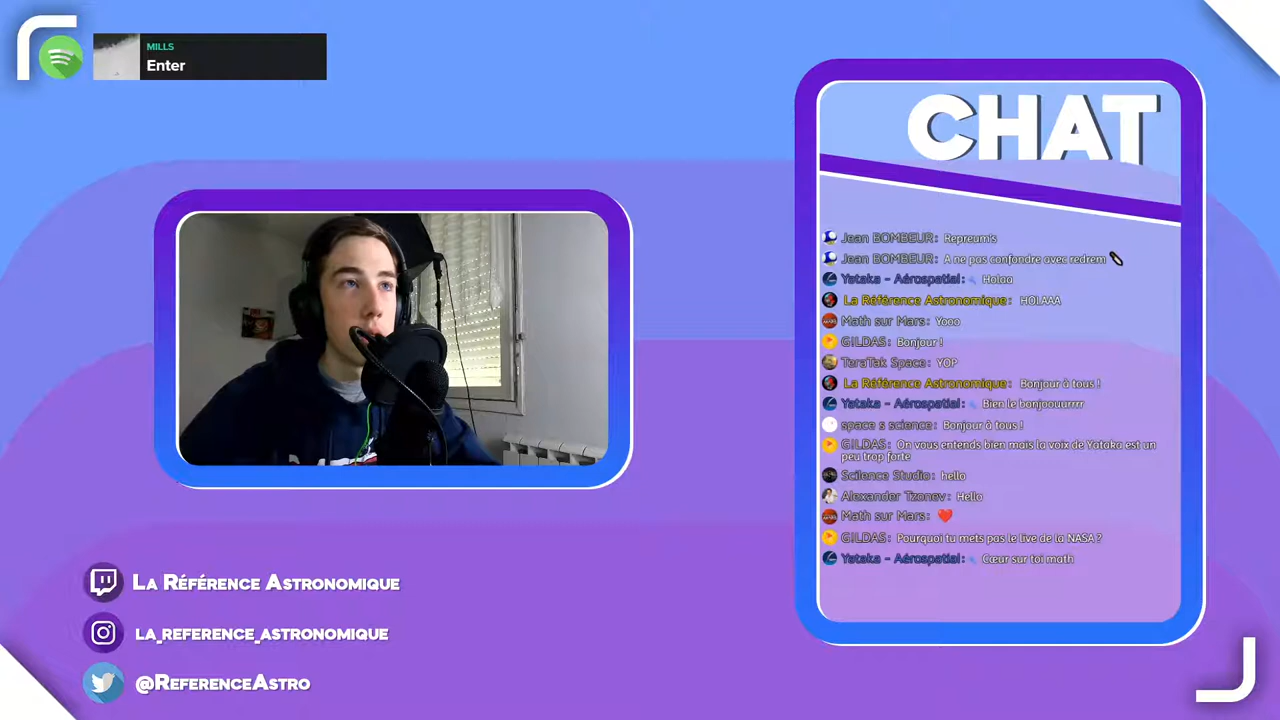 MILLS
Enter
CHAT
Jean BOMBEUR: Repreum's
Jean BOMBEUR: A ne pas confondre avec redrem
Yataka - Aérospatial: Holaa
La Référence Astronomique: HOLAAA
Math sur Mars: Yooo
GILDAS: Bonjour !
TeraTak Space: YOP
La Référence Astronomique: Bonjour à tous !
Yataka - Aérospatial: Bien le bonjoouurrrr
space s science: Bonjour à tous !
GILDAS: On vous entends bien mais la voix de Yataka est un
peu trop forte
Scilence Studio: hello
Alexander Tzonev: Hello
Math sur Mars: ❤️
GILDAS: Pourquoi tu mets pas le live de la NASA?
Yataka - Aérospatial: Cœur sur toi math
La Référence Astronomique
la_reference_astronomique
@ReferenceAstro